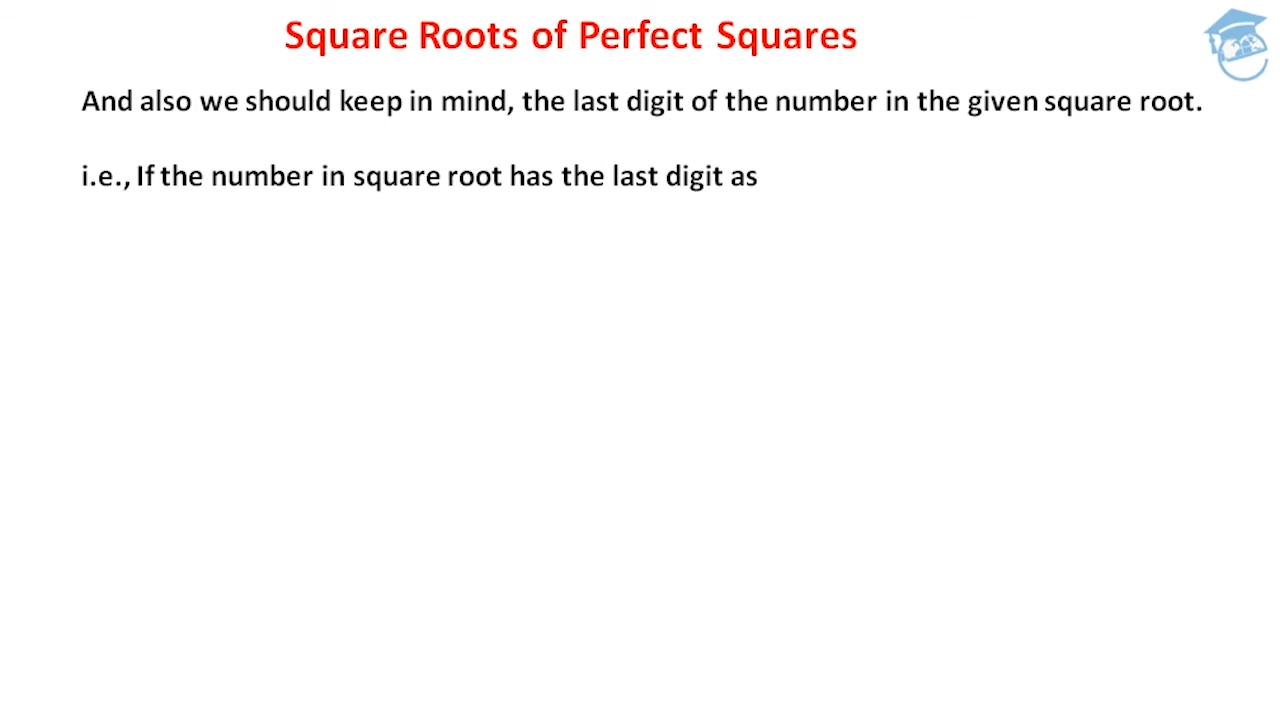 Square Roots of Perfect Squares
And also we should keep in mind, the last digit of the number in the given square root.
i.e., If the number in square root has the last digit as